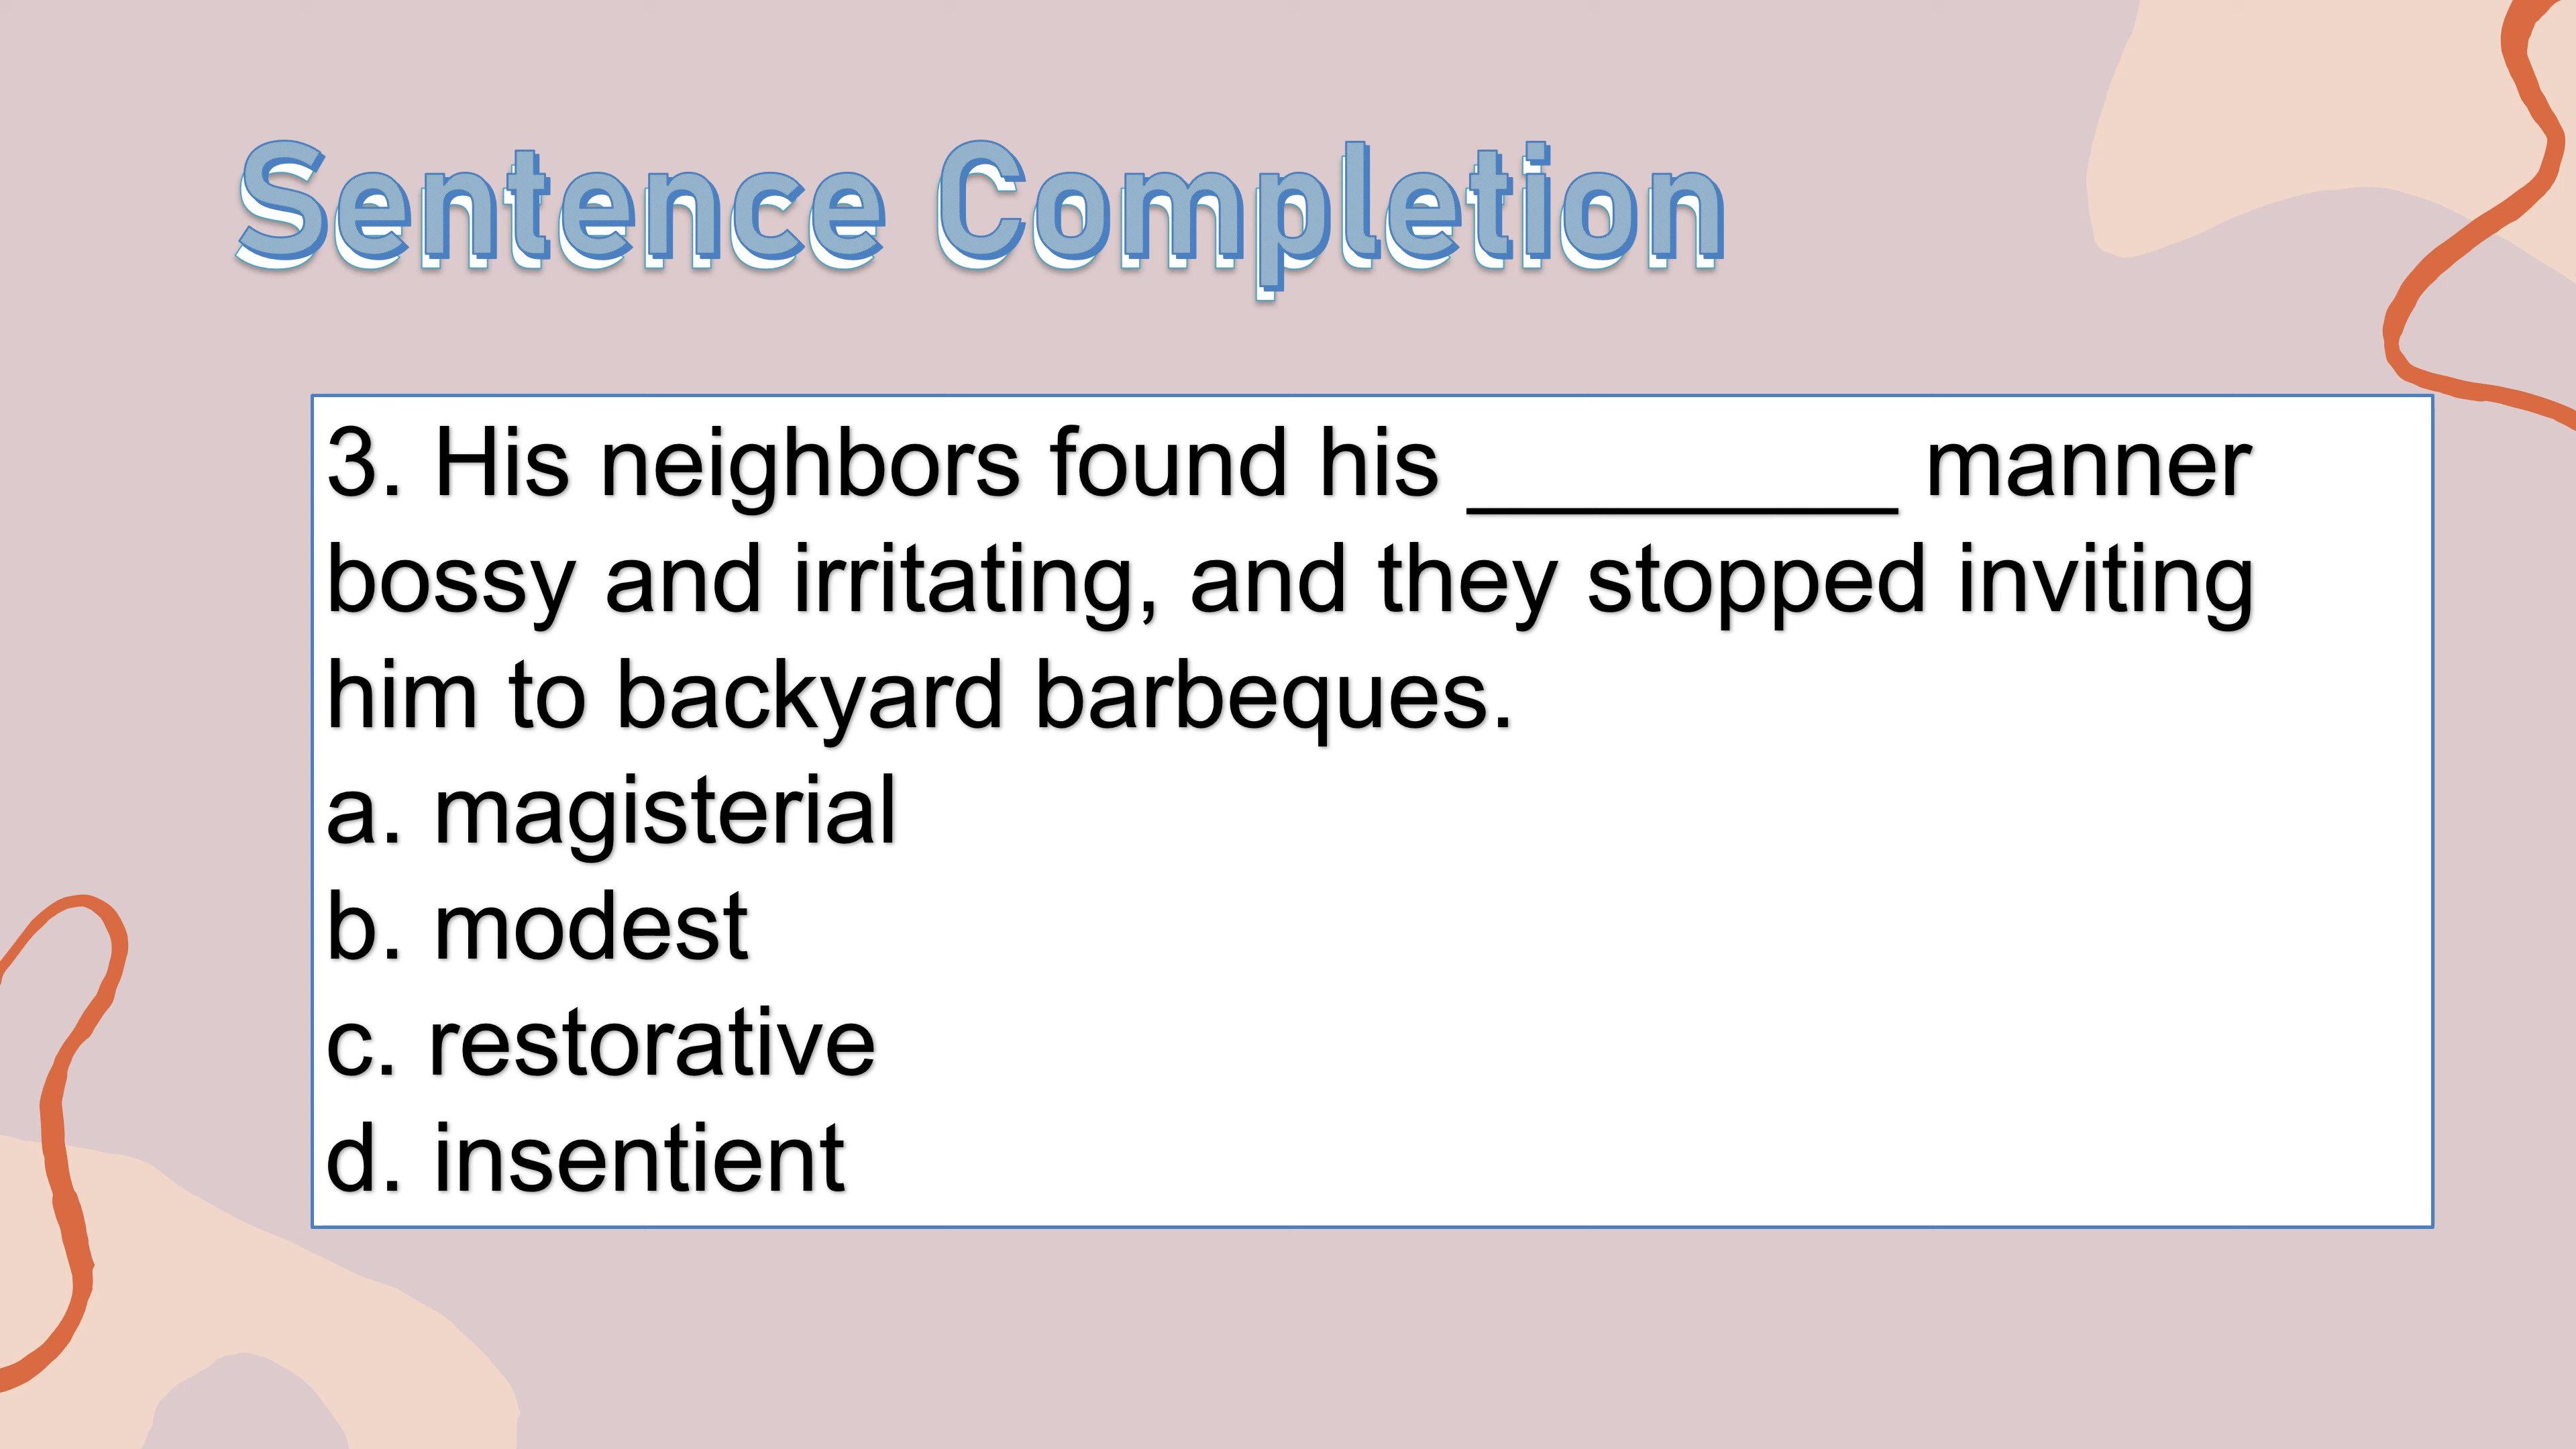 Sentence Completion
3. His neighbors found his __________ manner
bossy and irritating, and they stopped inviting
him to backyard barbeques.
a. magisterial
b. modest
c. restorative
d. insentient